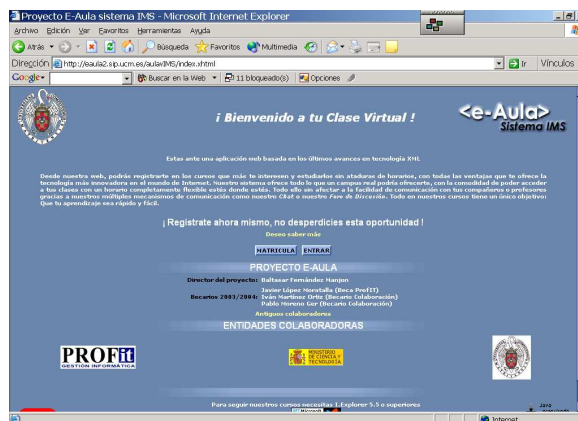 Proyecto E-Aula sistema IMS - Microsoft Internet Explorer
Archivo Edición Ver Favoritos Herramientas Ayuda
Atrás Búsqueda Favoritos Multimedia
Dirección http://eaula2.sip.ucm.es/aulavIMS/index.xhtml Ir Vínculos
Google Buscar en la Web 11 bloqueado(s) Opciones
¡ Bienvenido a tu Clase Virtual !
<e-Aula>
Sistema IMS
Estas ante una aplicación web basada en los últimos avances en tecnología XML
Desde nuestra web, podrás registrarte en los cursos que más te interesen y estudiarlos sin ataduras de horarios, con todas las ventajas que te ofrece la
tecnología más innovadora en el mundo de Internet. Nuestro sistema ofrece todo lo que un campus real podría ofrecerte, con la comodidad de poder acceder
a tus clases con un horario completamente flexible estés donde estés. Todo ello sin afectar a la facilidad de comunicación con tus compañeros o profesores
gracias a nuestros múltiples mecanismos de comunicación como nuestro Chat o nuestro Foro de Discusión. Todo en nuestros cursos tiene un único objetivo:
Que tu aprendizaje sea rápido y fácil.
¡ Registrate ahora mismo, no desperdicies esta oportunidad !
Deseo saber más
MATRICULA ENTRAR
PROYECTO E-AULA
Director del proyecto: Baltasar Fernández Manjon
Javier López Moratalla (Beca ProfIT)
Becarios 2003/2004: Iván Martínez Ortiz (Becario Colaboración)
Pablo Moreno Ger (Becario Colaboración)
Antiguos colaboradores
ENTIDADES COLABORADORAS
PROFit
GESTIÓN INFORMÁTICA
MINISTERIO
DE CIENCIA Y
TECNOLOGÍA
Para seguir nuestros cursos necesitas I.Explorer 5.5 o superiores
Microsoft
Java
Internet